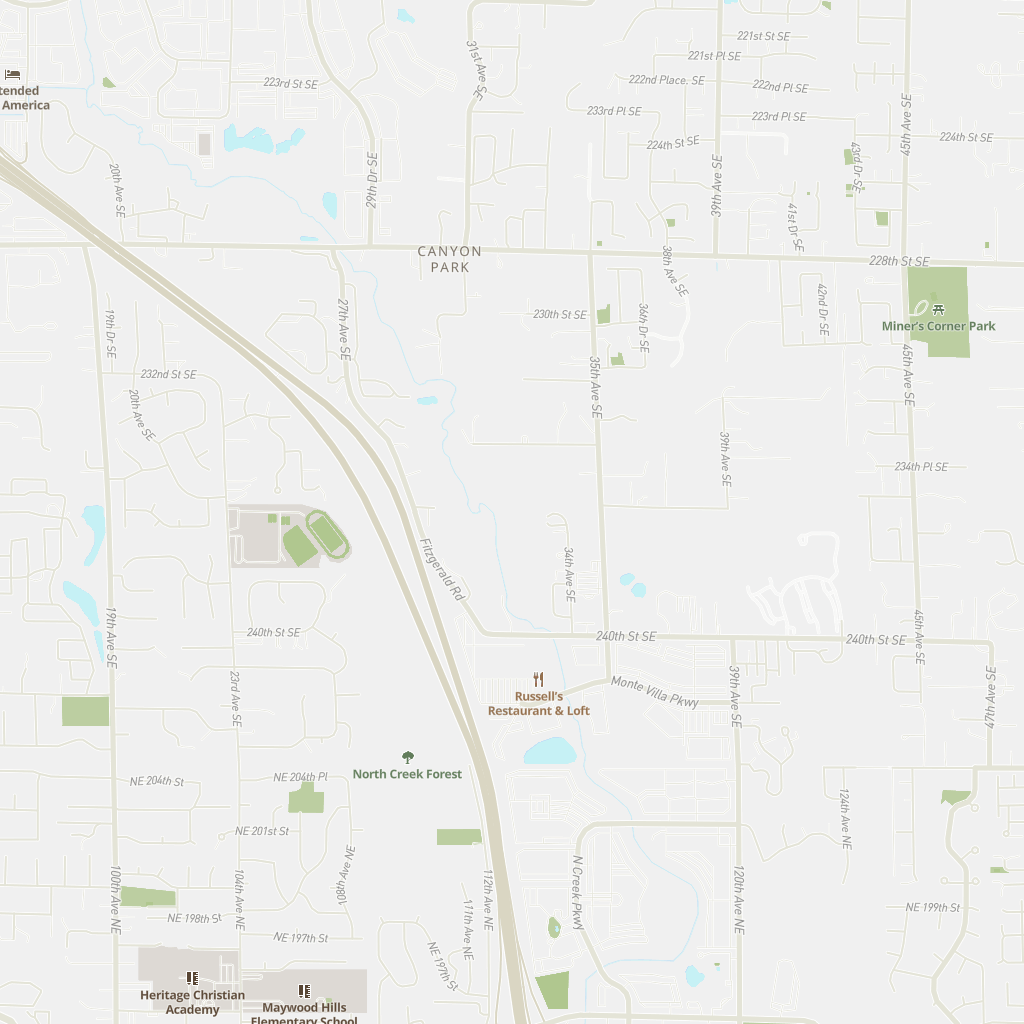 221st St SE
31st Ave SE
221st Pl SE
223rd St SE
222nd Place. SE
222nd Pl SE
tended
America
233rd Pl SE
223rd Pl SE
45th Ave SE
224th St SE
224th St SE
43rd Dr SE
20th Ave SE
29th Dr SE
39th Ave SE
41st Dr SE
CANYON
PARK
228th St SE
38th Ave SE
42nd Dr SE
27th Ave SE
230th St SE
36th Dr SE
19th Dr SE
Miner's Corner Park
232nd St SE
35th Ave SE
45th Ave SE
20th Ave SE
39th Ave SE
234th Pl SE
Fitzgerald Rd
34th Ave SE
19th Ave SE
240th St SE
240th St SE
240th St SE
45th Ave SE
23rd Ave SE
39th Ave SE
47th Ave SE
Monte Villa Pkwy
Russell's
Restaurant & Loft
North Creek Forest
NE 204th St
NE 204th Pl
124th Ave NE
NE 201st St
108th Ave NE
100th Ave NE
104th Ave NE
112th Ave NE
N Creek Pkwy
120th Ave NE
111th Ave NE
NE 199th St
NE 198th St
NE 197th St
NE 197th St
Heritage Christian
Academy
Maywood Hills
Elementary School